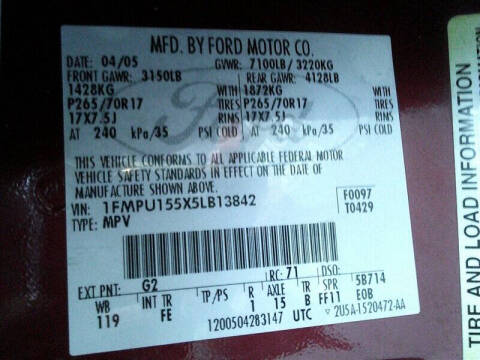 MFD. BY FORD MOTOR CO.
DATE: 04/05 GVWR: 7100LB/ 3220KG
FRONT GAWR: 3150LB REAR GAWR: 4128LB
1428KG WITH 1872KG WITH
P265/70R17 TIRES P265/70R17 TIRES
17X7.5J RIMS 17X7.5J RIMS
AT 240 kPa/35 PSI COLD AT 240 kPa/35 PSI COLD
THIS VEHICLE CONFORMS TO ALL APPLICABLE FEDERAL MOTOR
VEHICLE SAFETY STANDARDS IN EFFECT ON THE DATE OF
MANUFACTURE SHOWN ABOVE.
VIN: 1FMPU155X5LB13842 F0097
TYPE: MPV T0429
EXT PNT: G2 RC: 71 DSO:
WB INT TR TP/PS R AXLE TR SPR 5B714
119 FE 1 15 B FF11 EOB
1200504283147 UTC 2U5A-1520472-AA
Ford
TIRE AND LOAD INFORMATION